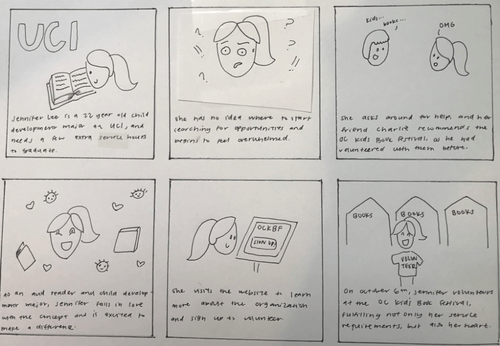 UCI
Jennifer Lee is a 22 year old child
development major at UCI, and
needs a few extra service hours
to graduate.
? ? ? ?
!! !!
She has no idea where to start
searching for opportunities and
begins to feel overwhelmed.
kids...
books...
OMG
She asks around for help, and her
friend recommends the
OC Kids Book Festival, he had
volunteered with them before.
As an avid reader and child develop-
ment major, Jennifer falls in love
with the concept and is excited to
make a difference.
OCKBF
SIGN UP!
She visits the website to learn
more about the organization
and sign up to volunteer.
BOOKS BOOKS BOOKS
VOLUN
TEER
On October 6th, Jennifer volunteers
at the OC Kids Book Festival,
fulfilling not only her service
requirements, but also her heart.